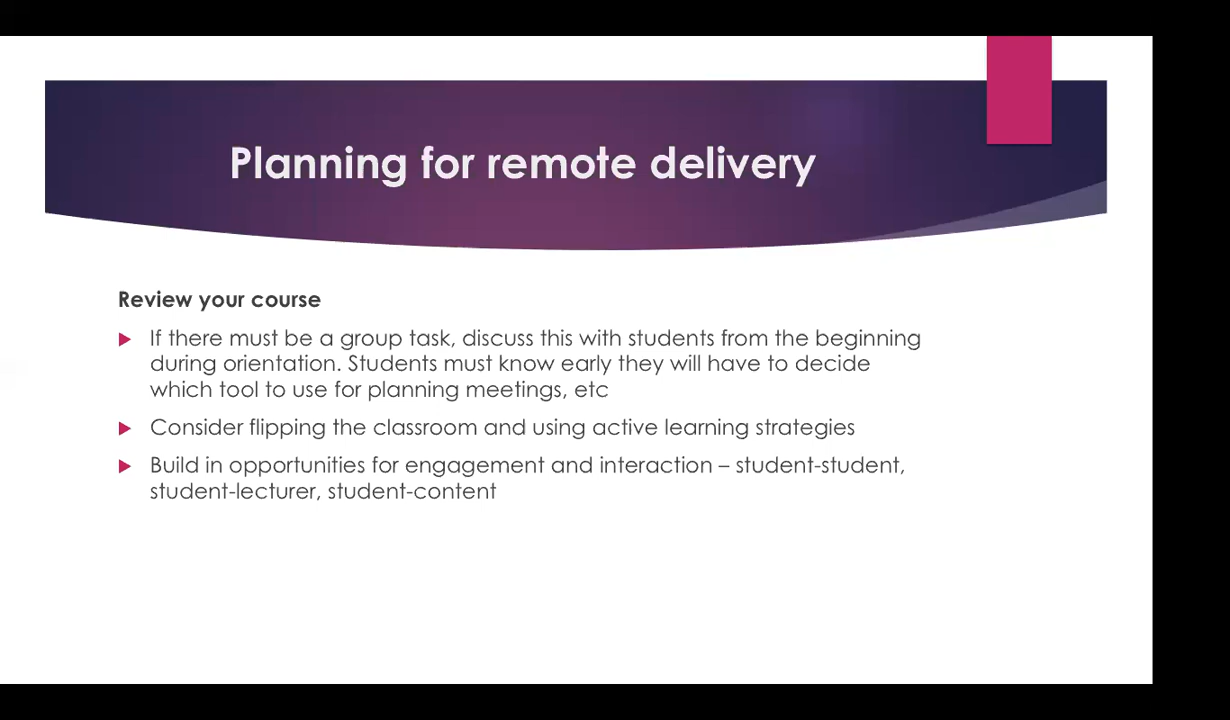 Planning for remote delivery
Review your course
If there must be a group task, discuss this with students from the beginning
during orientation. Students must know early they will have to decide
which tool to use for planning meetings, etc
Consider flipping the classroom and using active learning strategies
Build in opportunities for engagement and interaction – student-student,
student-lecturer, student-content